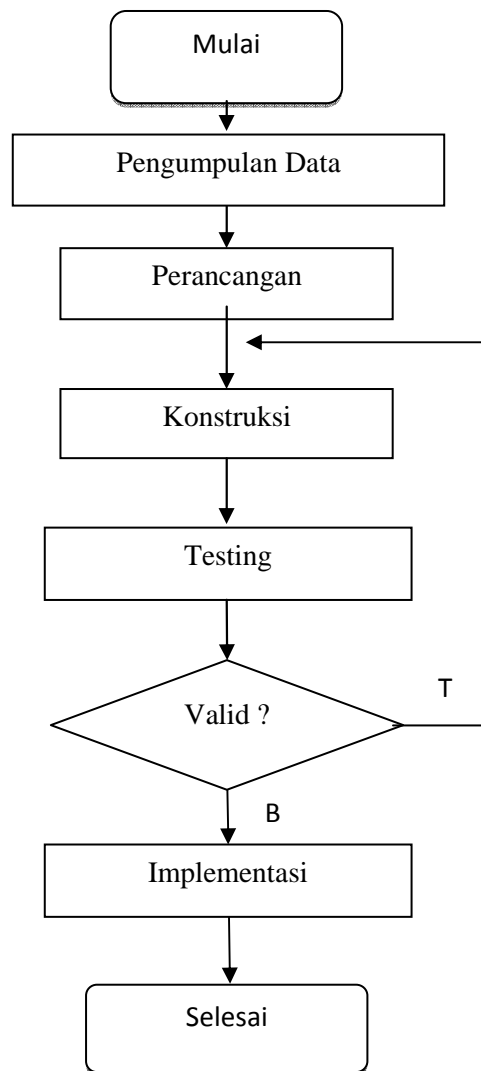 Mulai
Pengumpulan Data
Perancangan
Konstruksi
Testing
Valid ?
T
B
Implementasi
Selesai